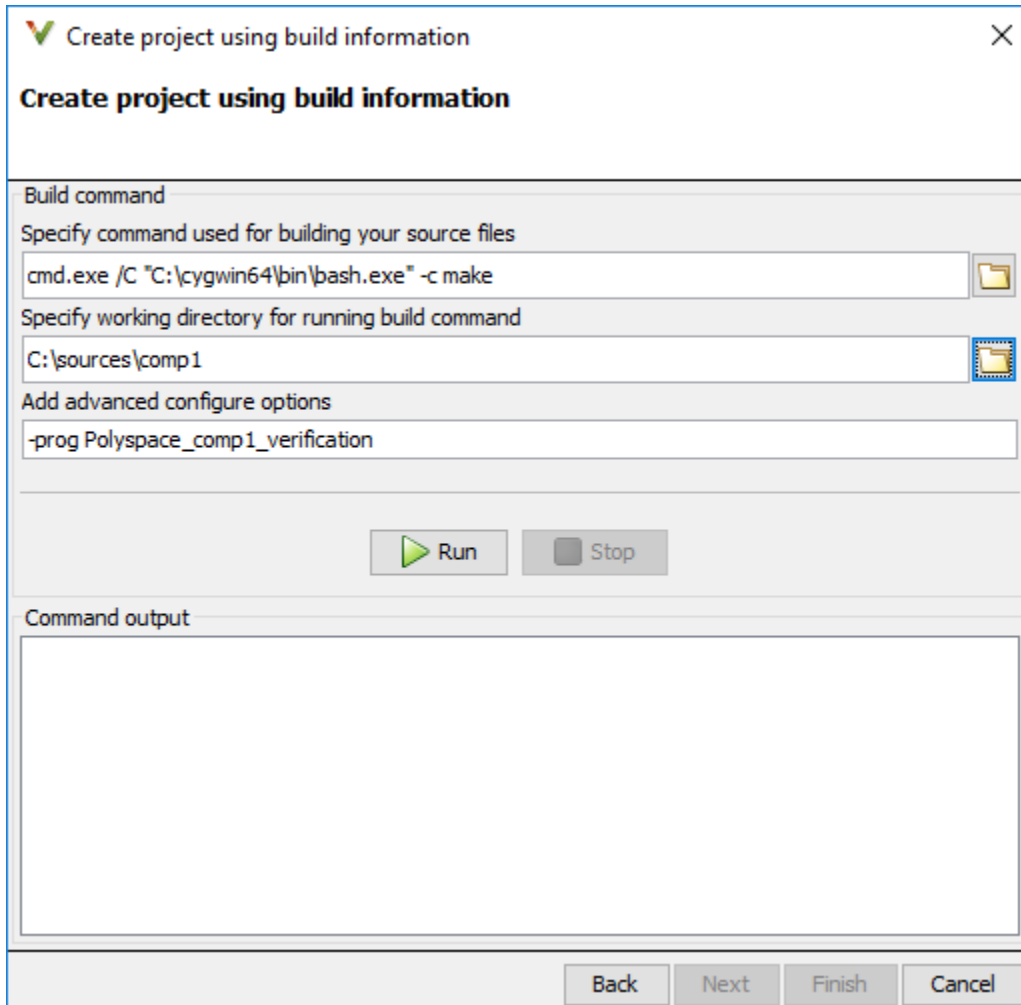 Create project using build information
Create project using build information
Build command
Specify command used for building your source files
cmd.exe /C "C:\cygwin64\bin\bash.exe" -c make
Specify working directory for running build command
C:\sources\comp1
Add advanced configure options
-prog Polyspace_comp1_verification
Run Stop
Command output
Back Next Finish Cancel